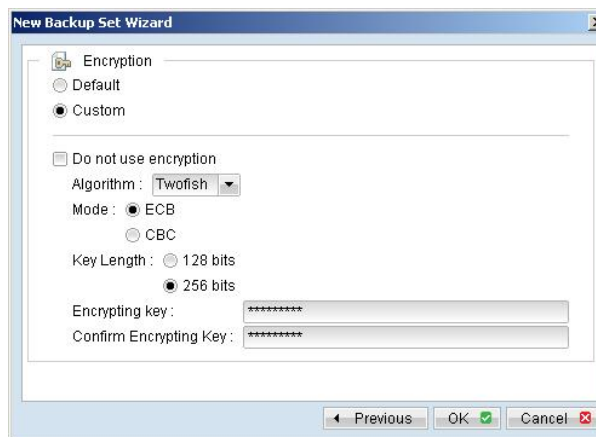 New Backup Set Wizard
Encryption
Default
Custom
Do not use encryption
Algorithm : Twofish
Mode : ECB
CBC
Key Length : 128 bits
256 bits
Encrypting key : *********
Confirm Encrypting Key : *********
Previous OK Cancel